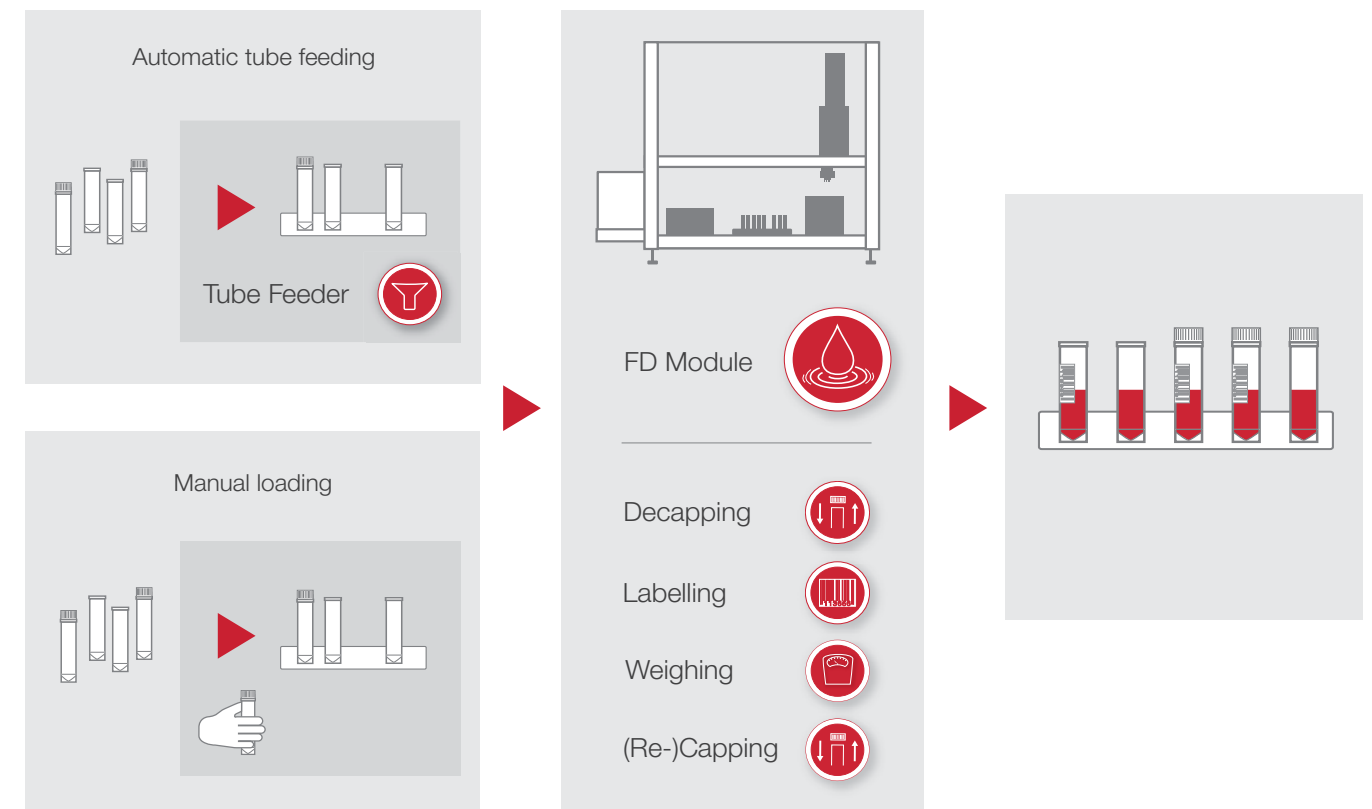 Automatic tube feeding
Tube Feeder
Manual loading
FD Module
Decapping
Labelling
Weighing
(Re-)Capping